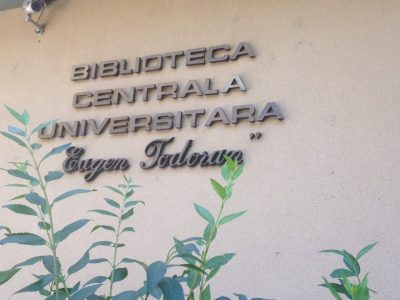 BIBLIOTECA
CENTRALA
UNIVERSITARA
Eugen Todoran"